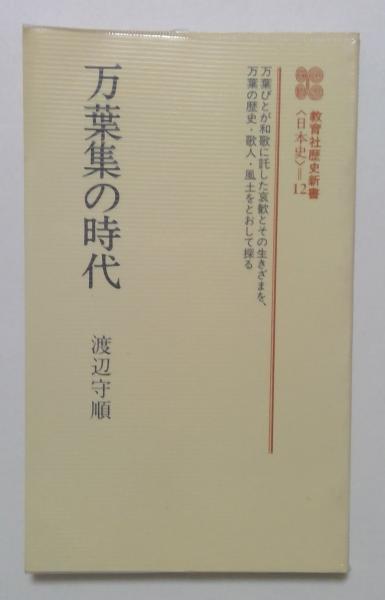 教育社歴史新書
〈日本史〉=12
万葉びとが和歌に託した哀歓とその生きざまを、
万葉の歴史・歌人・風土をとおして探る
万葉集の時代
渡辺守順